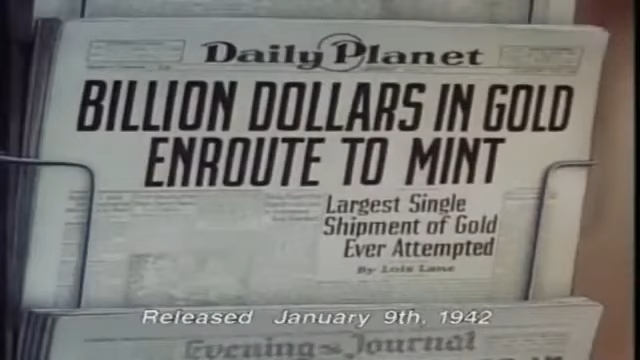 Daily Planet
BILLION DOLLARS IN GOLD
ENROUTE TO MINT
Largest Single
Shipment of Gold
Ever Attempted
By Lois Lane
Released January 9th, 1942
Evening Journal